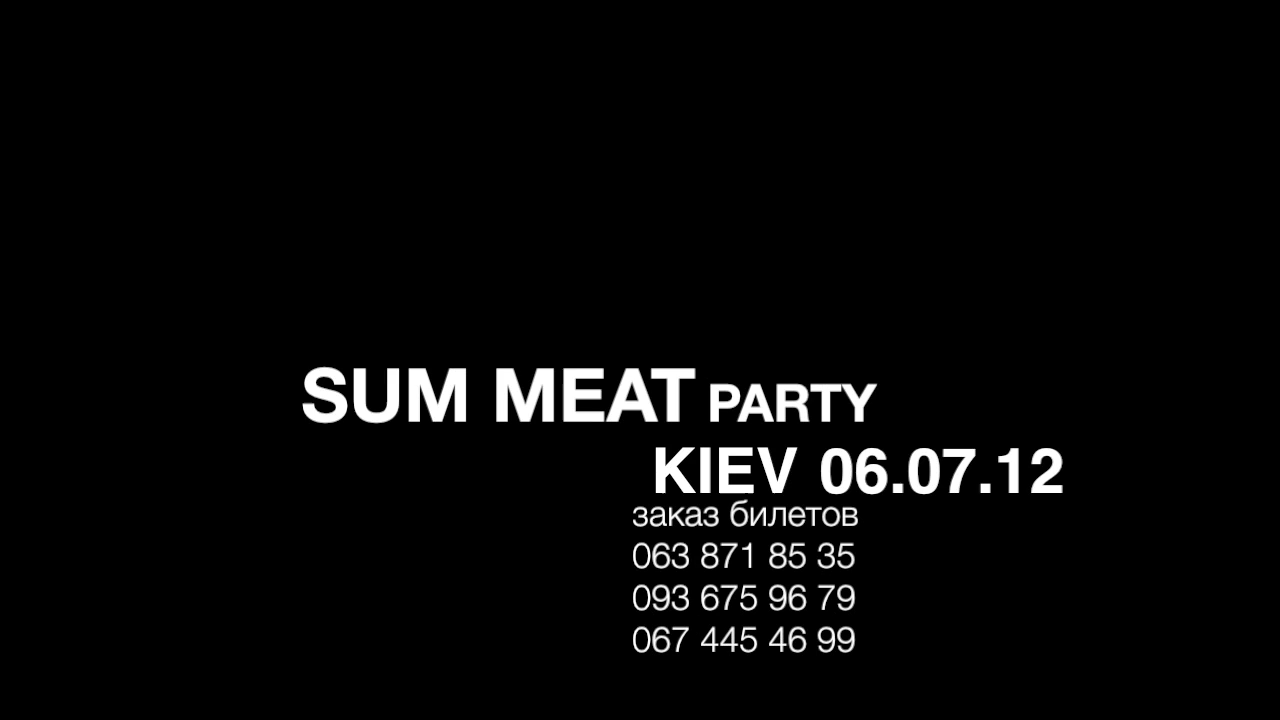 SUM MEAT PARTY
KIEV 06.07.12
заказ билетов
063 871 85 35
093 675 96 79
067 445 46 99